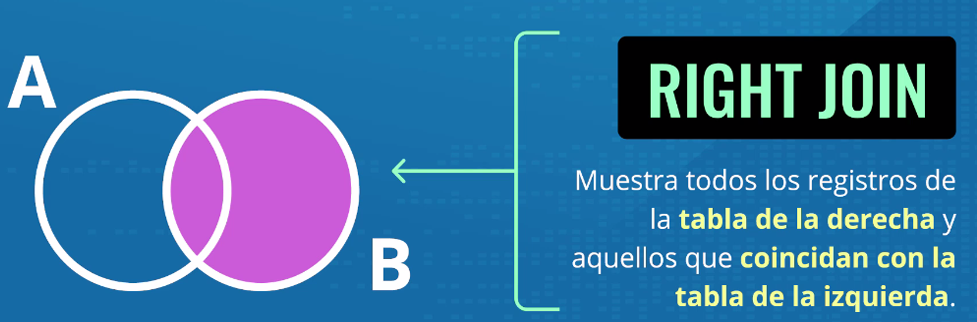 A
B
RIGHT JOIN
Muestra todos los registros de
la tabla de la derecha y
aquellos que coincidan con la
tabla de la izquierda.